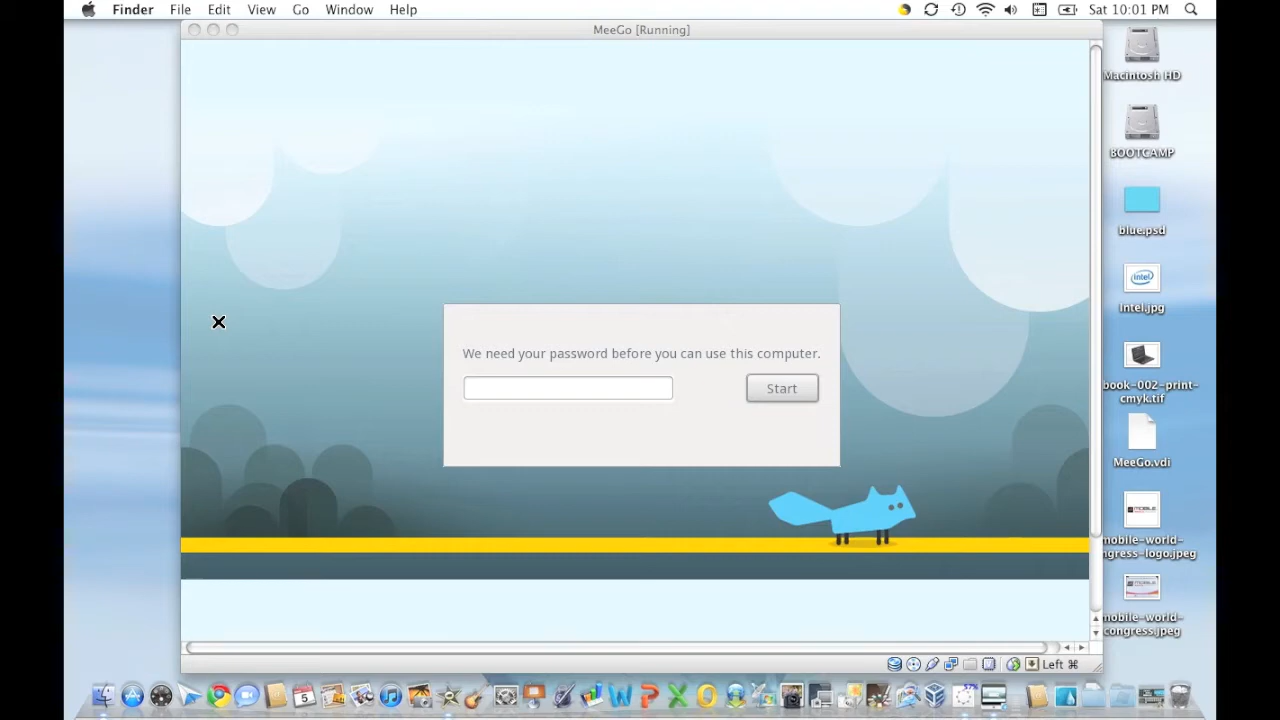 Finder File Edit View Go Window Help Sat 10:01 PM
MeeGo [Running]
Macintosh HD
BOOTCAMP
blue.psd
intel
Intel.jpg
We need your password before you can use this computer.
Start
book-002-print-
cmyk.tif
MeeGo.vdi
mobile-world-
ngress-logo.jpeg
mobile-world-
congress.jpeg
Left ⌘